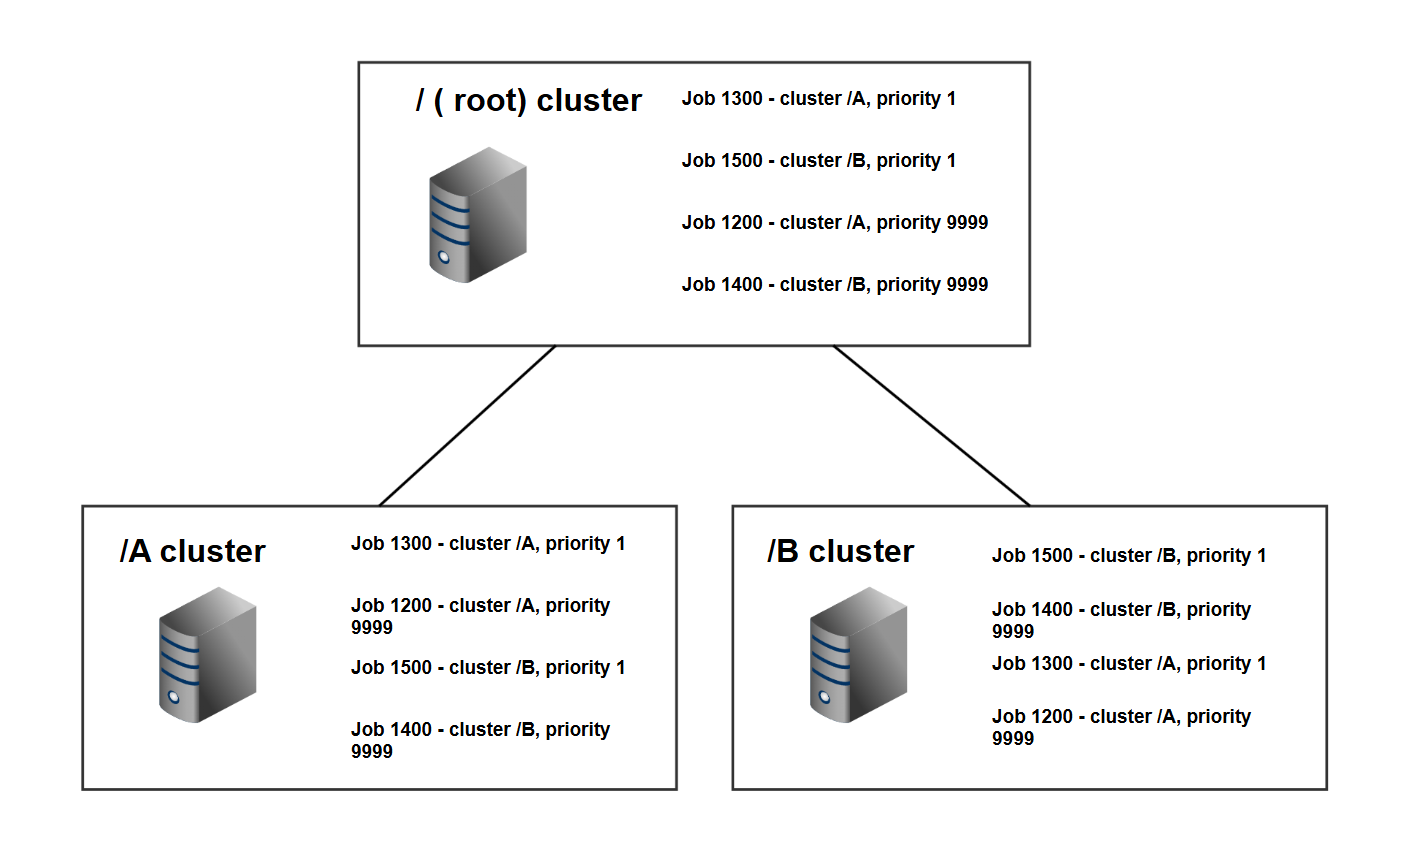 / ( root) cluster
Job 1300 - cluster /A, priority 1
Job 1500 - cluster /B, priority 1
Job 1200 - cluster /A, priority 9999
Job 1400 - cluster /B, priority 9999
/A cluster
Job 1300 - cluster /A, priority 1
Job 1200 - cluster /A, priority
9999
Job 1500 - cluster /B, priority 1
Job 1400 - cluster /B, priority
9999
/B cluster
Job 1500 - cluster /B, priority 1
Job 1400 - cluster /B, priority
9999
Job 1300 - cluster /A, priority 1
Job 1200 - cluster /A, priority
9999